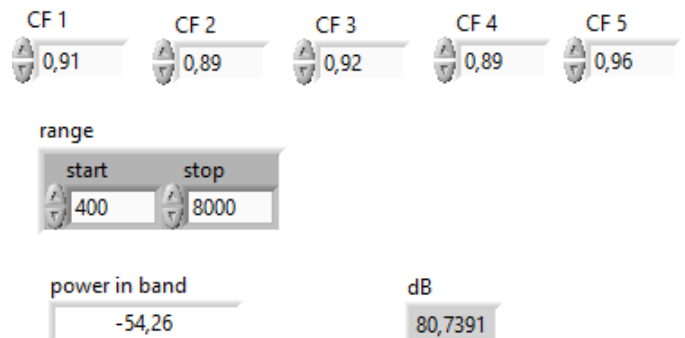 CF 1 CF 2 CF 3 CF 4 CF 5
0,91 0,89 0,92 0,89 0,96
range
start stop
400 8000
power in band dB
-54,26 80,7391